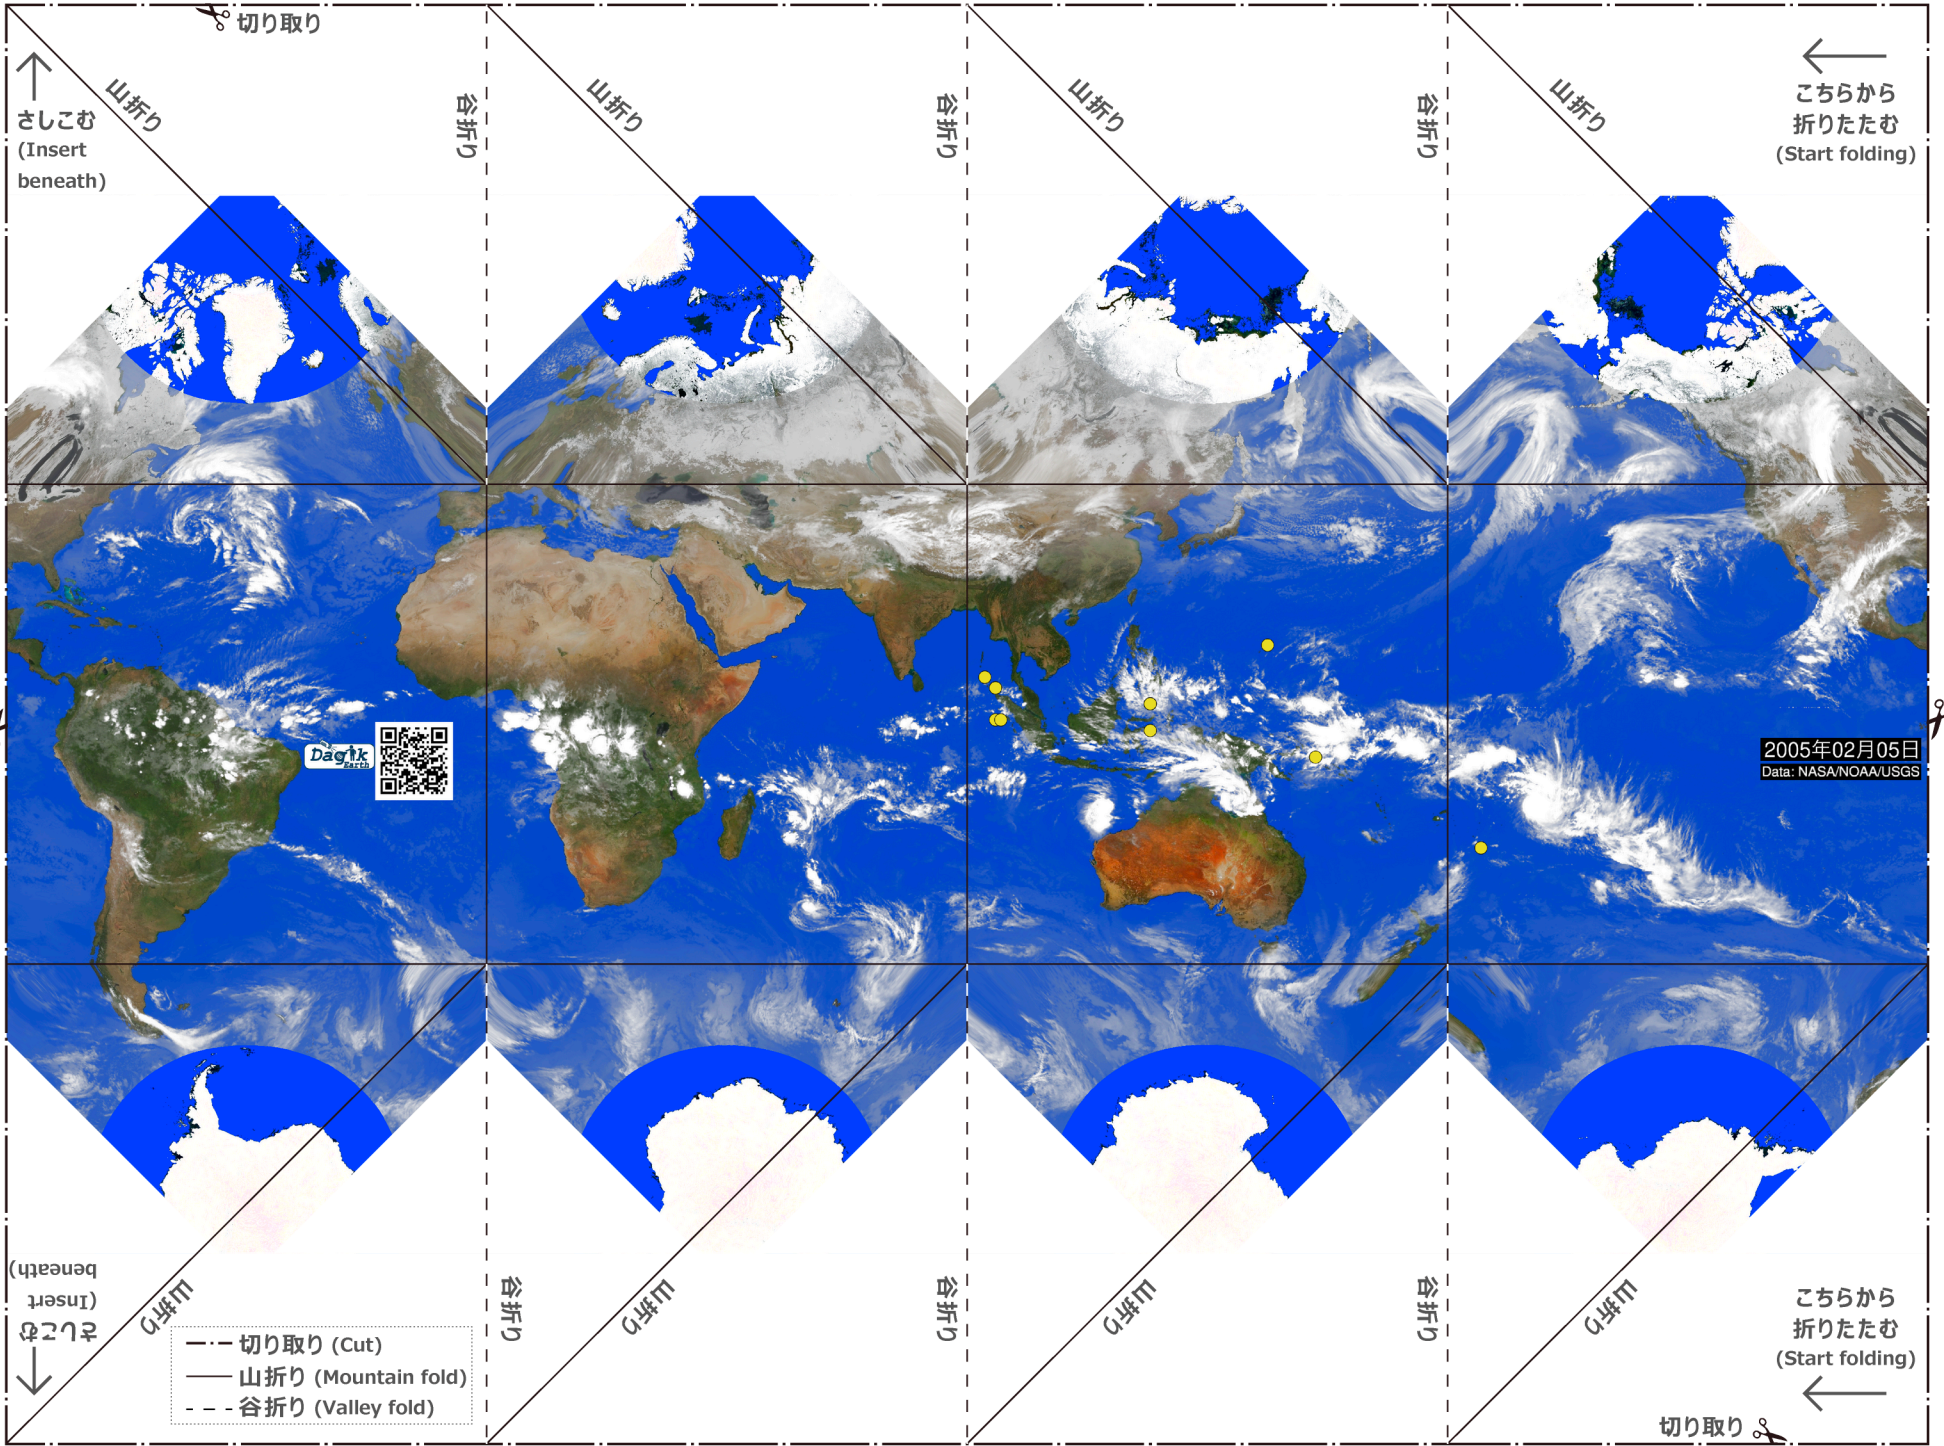 切り取り
山折り
谷折り
山折り
谷折り
山折り
谷折り
山折り
さしこむ
(Insert
beneath)
こちらから
折りたたむ
(Start folding)
Dagik
Earth
2005年02月05日
Data: NASA/NOAA/USGS
さしこむ
(Insert
beneath)
山折り
谷折り
山折り
谷折り
山折り
谷折り
山折り
切り取り (Cut)
山折り (Mountain fold)
谷折り (Valley fold)
こちらから
折りたたむ
(Start folding)
切り取り